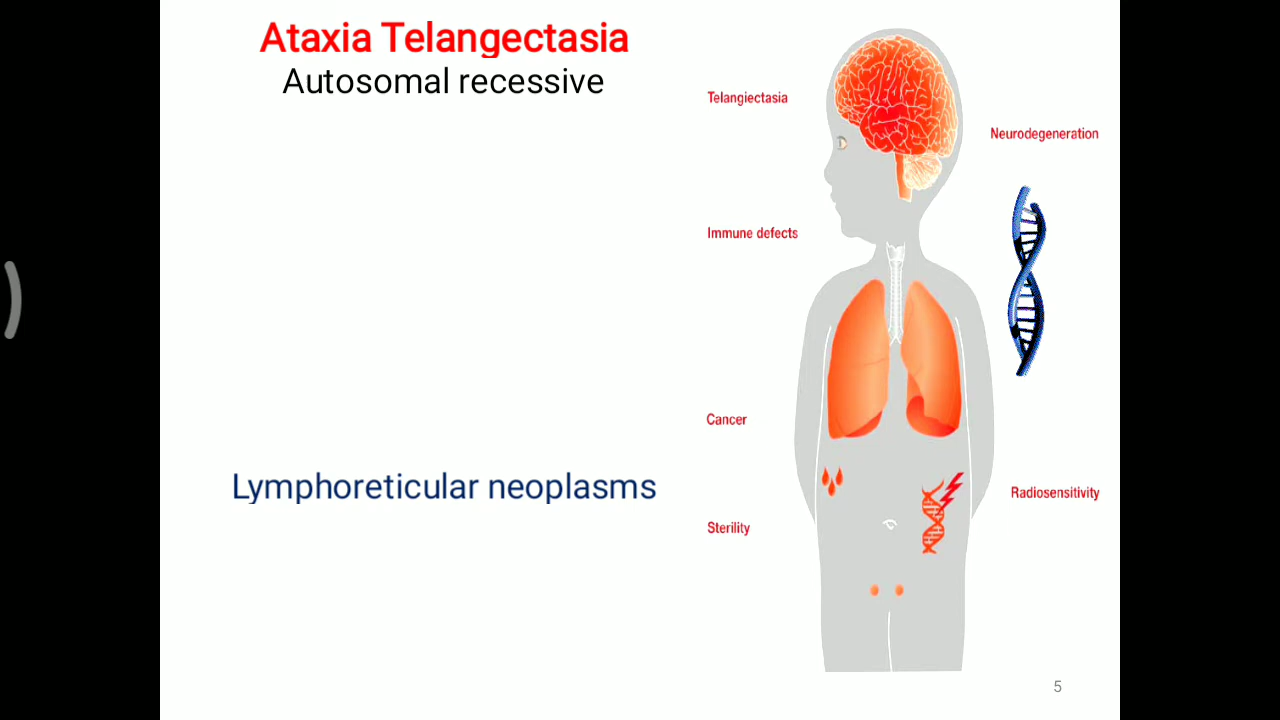 Ataxia Telangectasia
Autosomal recessive
Lymphoreticular neoplasms
Telangiectasia
Neurodegeneration
Immune defects
Cancer
Radiosensitivity
Sterility
5